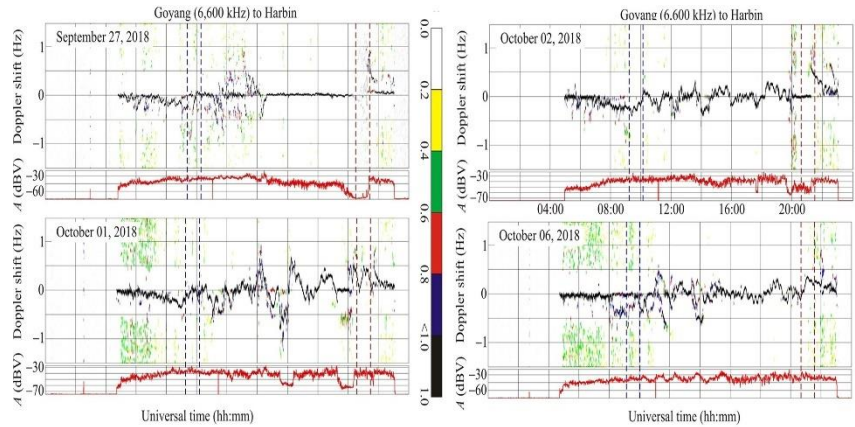 Goyang (6,600 kHz) to Harbin
September 27, 2018
Doppler shift (Hz)
1
0
−1
A (dBV)
−30
−60
October 01, 2018
Doppler shift (Hz)
1
0
−1
A (dBV)
−30
−70
Universal time (hh:mm)
0.0
0.2
0.4
0.6
0.8
<1.0
1.0
Goyang (6,600 kHz) to Harbin
October 02, 2018
Doppler shift (Hz)
1
0
−1
A (dBV)
−30
−70
04:00 08:00 12:00 16:00 20:00
October 06, 2018
Doppler shift (Hz)
1
0
−1
A (dBV)
−30
−60
Universal time (hh:mm)